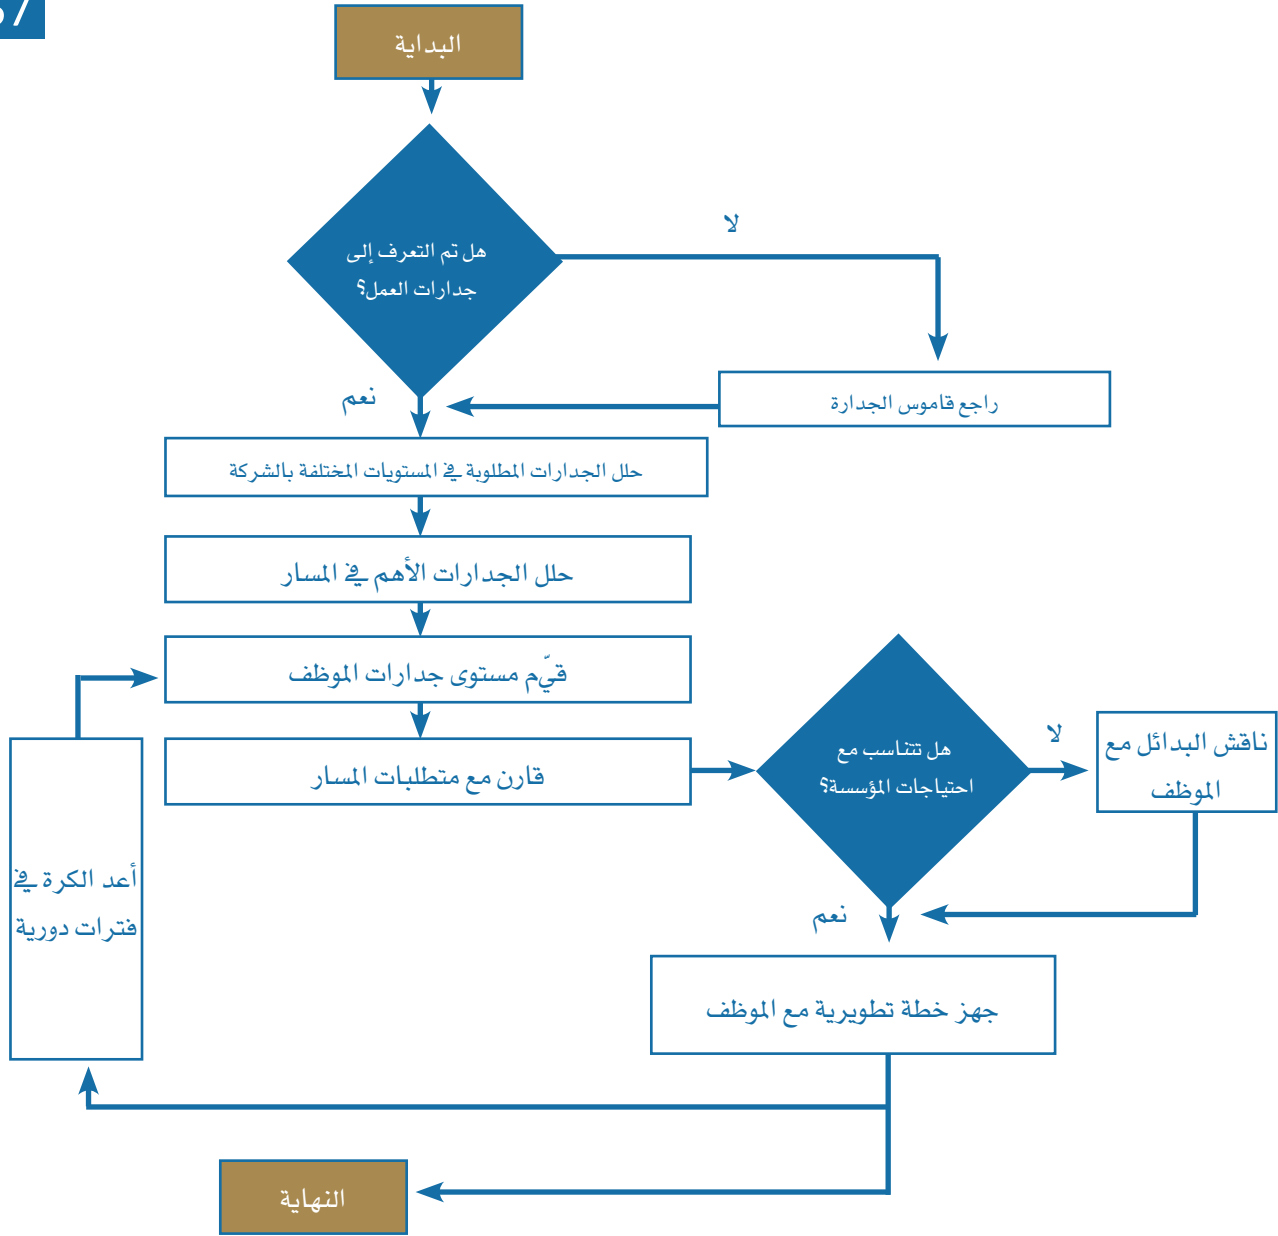 البداية
هل تم التعرف إلى
جدارات العمل؟
لا
راجع قاموس الجدارة
نعم
حلل الجدارات المطلوبة في المستويات المختلفة بالشركة
حلل الجدارات الأهم في المسار
قيّم مستوى جدارات الموظف
قارن مع متطلبات المسار
هل تتناسب مع
احتياجات المؤسسة؟
لا
ناقش البدائل مع
الموظف
نعم
جهز خطة تطويرية مع الموظف
أعد الكرة في
فترات دورية
النهاية